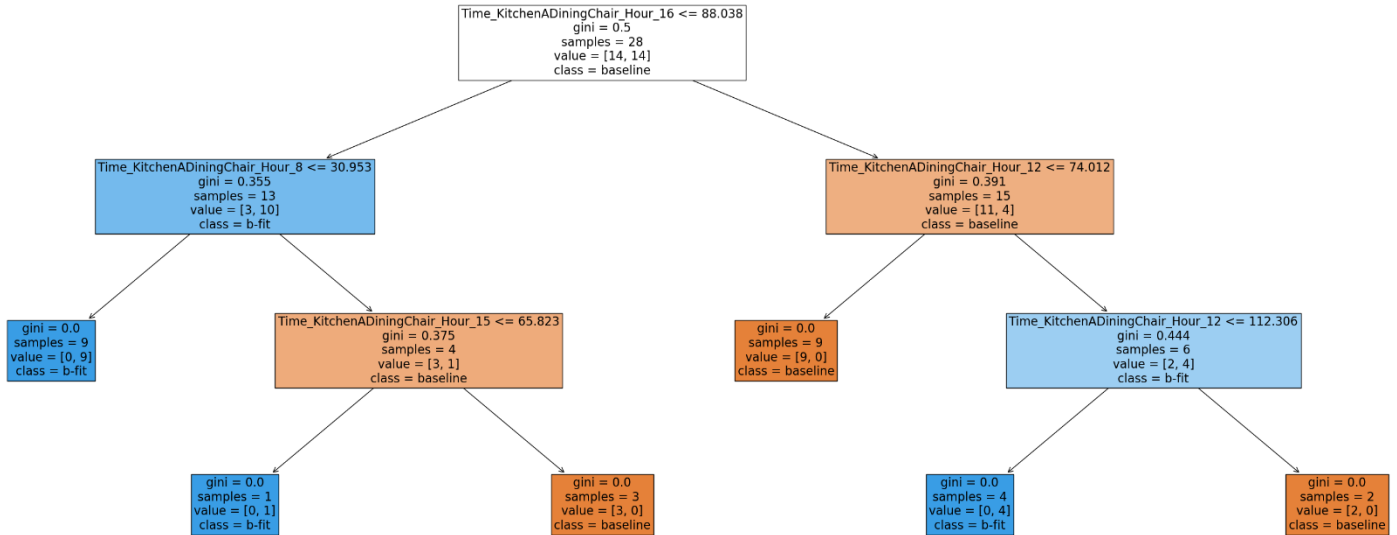 Time_KitchenADiningChair_Hour_16 <= 88.038
gini = 0.5
samples = 28
value = [14, 14]
class = baseline
Time_KitchenADiningChair_Hour_8 <= 30.953
gini = 0.355
samples = 13
value = [3, 10]
class = b-fit
Time_KitchenADiningChair_Hour_12 <= 74.012
gini = 0.391
samples = 15
value = [11, 4]
class = baseline
gini = 0.0
samples = 9
value = [0, 9]
class = b-fit
Time_KitchenADiningChair_Hour_15 <= 65.823
gini = 0.375
samples = 4
value = [3, 1]
class = baseline
gini = 0.0
samples = 9
value = [9, 0]
class = baseline
Time_KitchenADiningChair_Hour_12 <= 112.306
gini = 0.444
samples = 6
value = [2, 4]
class = b-fit
gini = 0.0
samples = 1
value = [0, 1]
class = b-fit
gini = 0.0
samples = 3
value = [3, 0]
class = baseline
gini = 0.0
samples = 4
value = [0, 4]
class = b-fit
gini = 0.0
samples = 2
value = [2, 0]
class = baseline